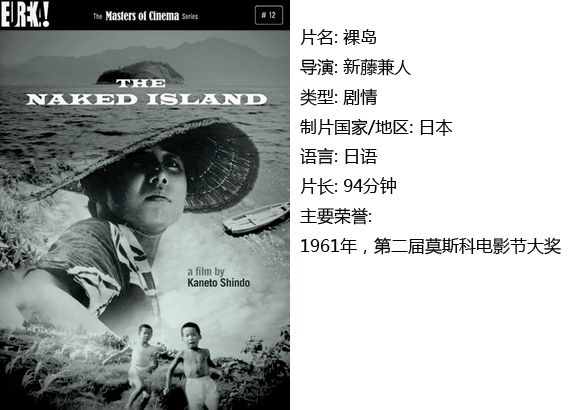 EUREKA!
The Masters of Cinema Series
# 12
THE
NAKED ISLAND
a film by
Kaneto Shindo
片名: 裸岛
导演: 新藤兼人
类型: 剧情
制片国家/地区: 日本
语言: 日语
片长: 94分钟
主要荣誉:
1961年，第二届莫斯科电影节大奖